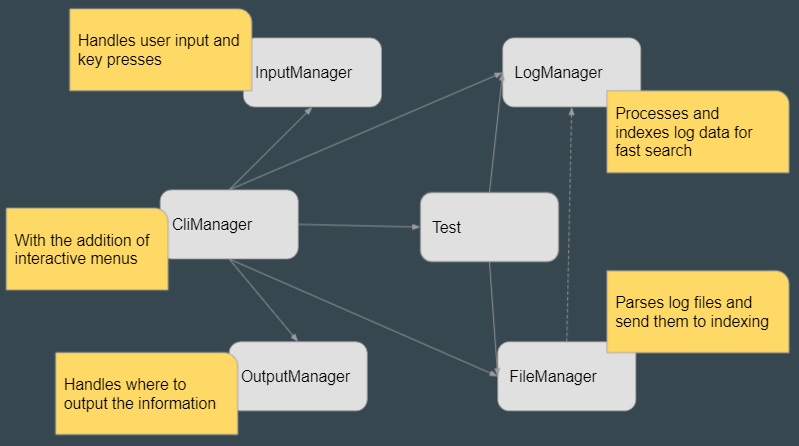 Handles user input and
key presses
InputManager
LogManager
Processes and
indexes log data for
fast search
CliManager
With the addition of
interactive menus
Test
Parses log files and
send them to indexing
Handles where to
output the information
OutputManager
FileManager